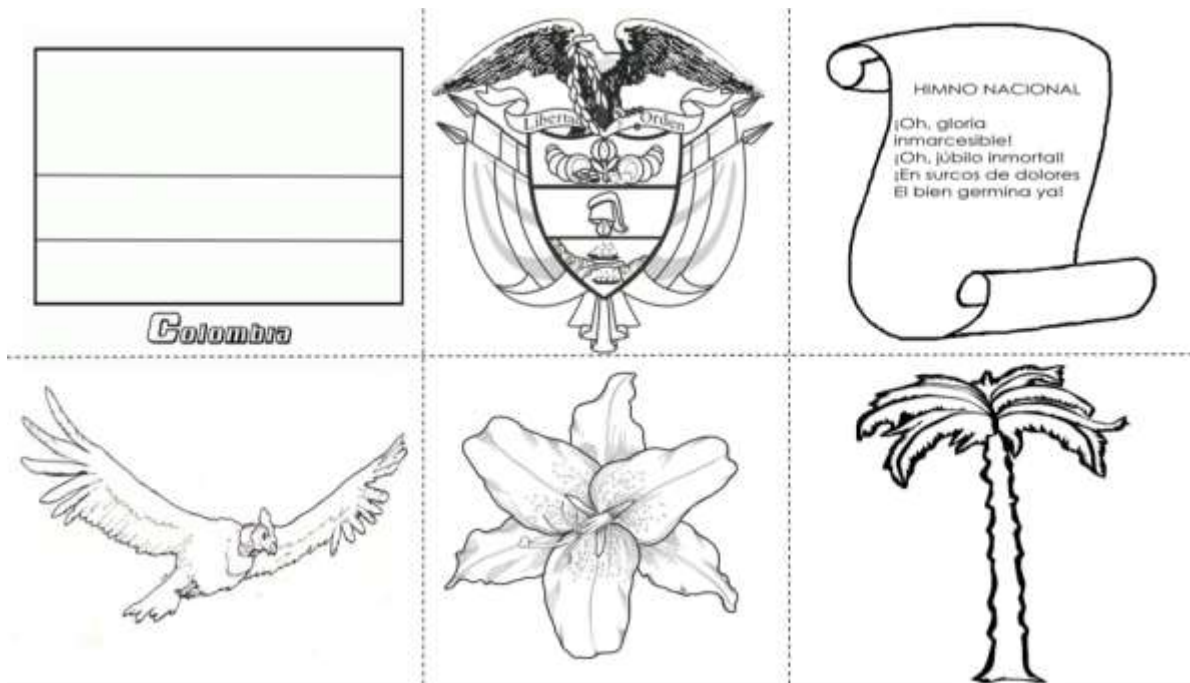 Colombia
Libertad y Orden
HIMNO NACIONAL
¡Oh, gloria
inmarcesible!
¡Oh, júbilo inmortal!
¡En surcos de dolores
El bien germina ya!